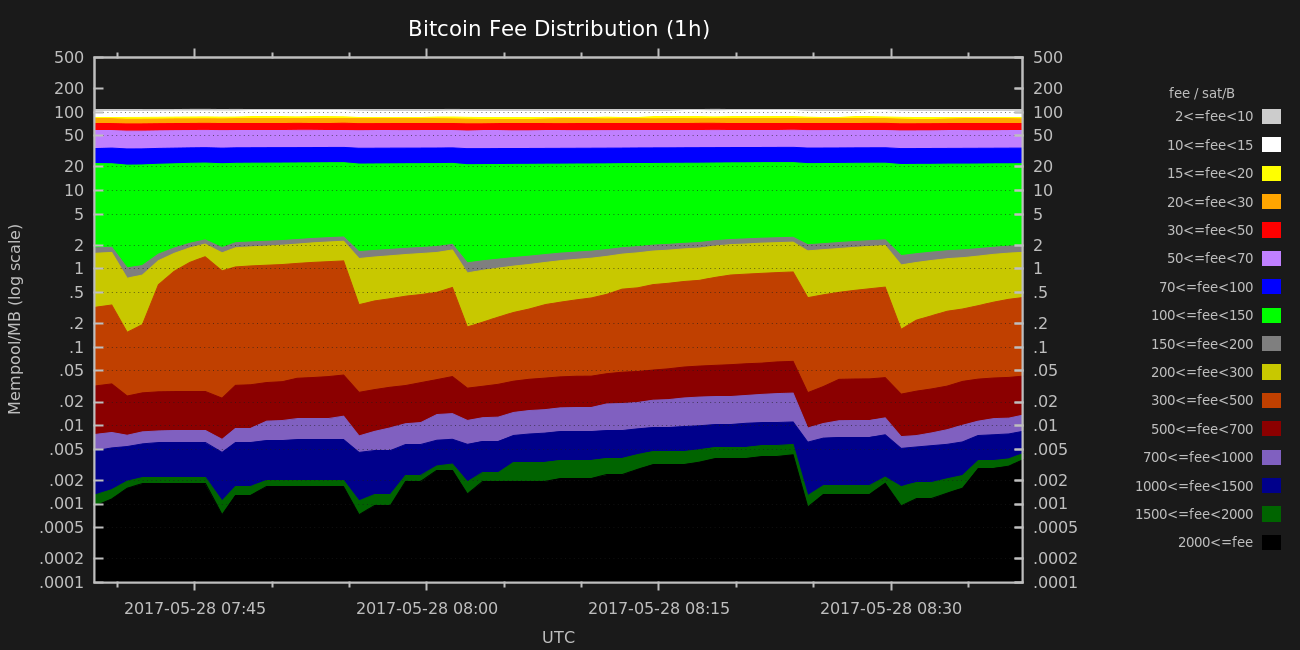 Bitcoin Fee Distribution (1h)
500
200
100
50
20
10
5
2
1
.5
.2
.1
.05
.02
.01
.005
.002
.001
.0005
.0002
.0001
Mempool/MB (log scale)
500
200
100
50
20
10
5
2
1
.5
.2
.1
.05
.02
.01
.005
.002
.001
.0005
.0002
.0001
2017-05-28 07:45
2017-05-28 08:00
2017-05-28 08:15
2017-05-28 08:30
UTC
fee / sat/B
2<=fee<10
10<=fee<15
15<=fee<20
20<=fee<30
30<=fee<50
50<=fee<70
70<=fee<100
100<=fee<150
150<=fee<200
200<=fee<300
300<=fee<500
500<=fee<700
700<=fee<1000
1000<=fee<1500
1500<=fee<2000
2000<=fee